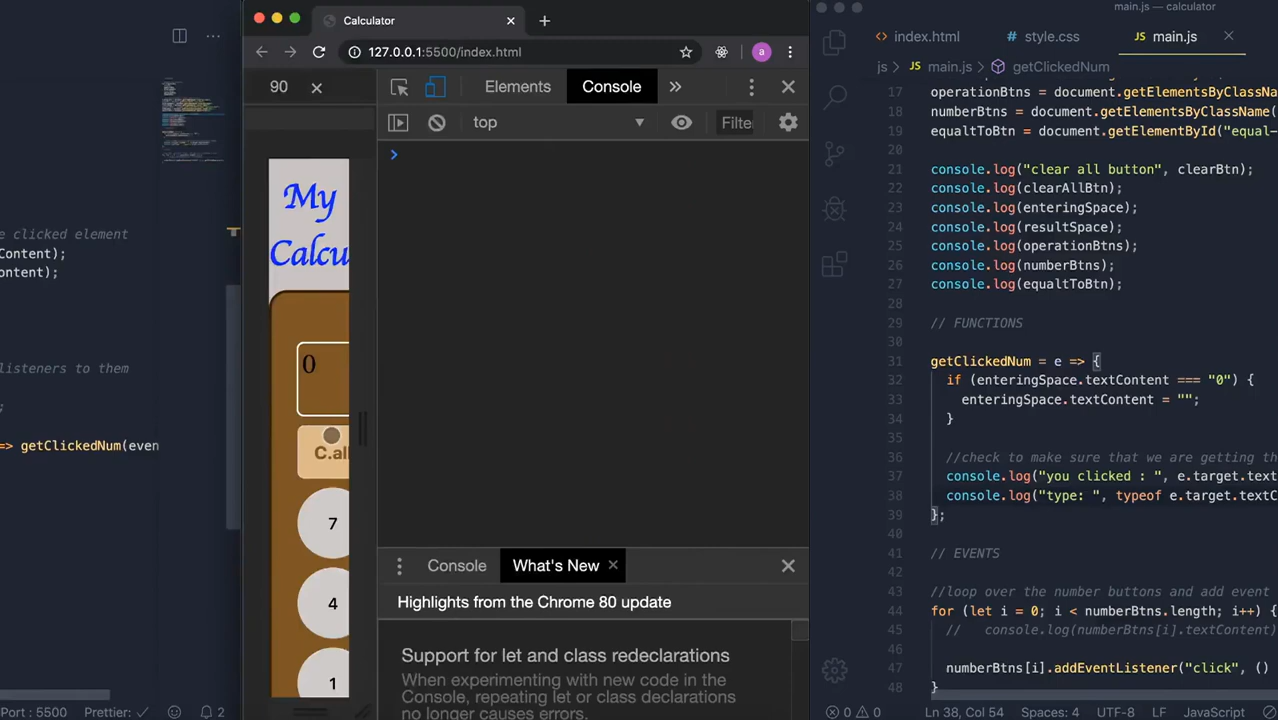 e clicked element
Content);
ontent);
listeners to them
;
=> getClickedNum(even
Port : 5500
Prettier:
2
Calculator
127.0.0.1:5500/index.html
a
90
Elements
Console
»
top
Filte
>
My
Calcu
0
C.all
7
4
1
Console
What's New
Highlights from the Chrome 80 update
Support for let and class redeclarations
When experimenting with new code in the
Console, repeating let or class declarations
no longer causes errors.
main.js — calculator
index.html
# style.css
JS main.js
js > JS main.js > getClickedNum
17 operationBtns = document.getElementsByClassNa
18 numberBtns = document.getElementsByClassName(
19 equaltToBtn = document.getElementById("equal-
20
21 console.log("clear all button", clearBtn);
22 console.log(clearAllBtn);
23 console.log(enteringSpace);
24 console.log(resultSpace);
25 console.log(operationBtns);
26 console.log(numberBtns);
27 console.log(equaltToBtn);
28
29 // FUNCTIONS
30
31 getClickedNum = e => {
32 if (enteringSpace.textContent === "0") {
33 enteringSpace.textContent = "";
34 }
35
36 //check to make sure that we are getting th
37 console.log("you clicked : ", e.target.text
38 console.log("type: ", typeof e.target.textC
39 };
40
41 // EVENTS
42
43 //loop over the number buttons and add event
44 for (let i = 0; i < numberBtns.length; i++) {
45 // console.log(numberBtns[i].textContent)
46
47 numberBtns[i].addEventListener("click", ()
48 }
0 0 Ln 38, Col 54 Spaces: 4 UTF-8 LF JavaScript